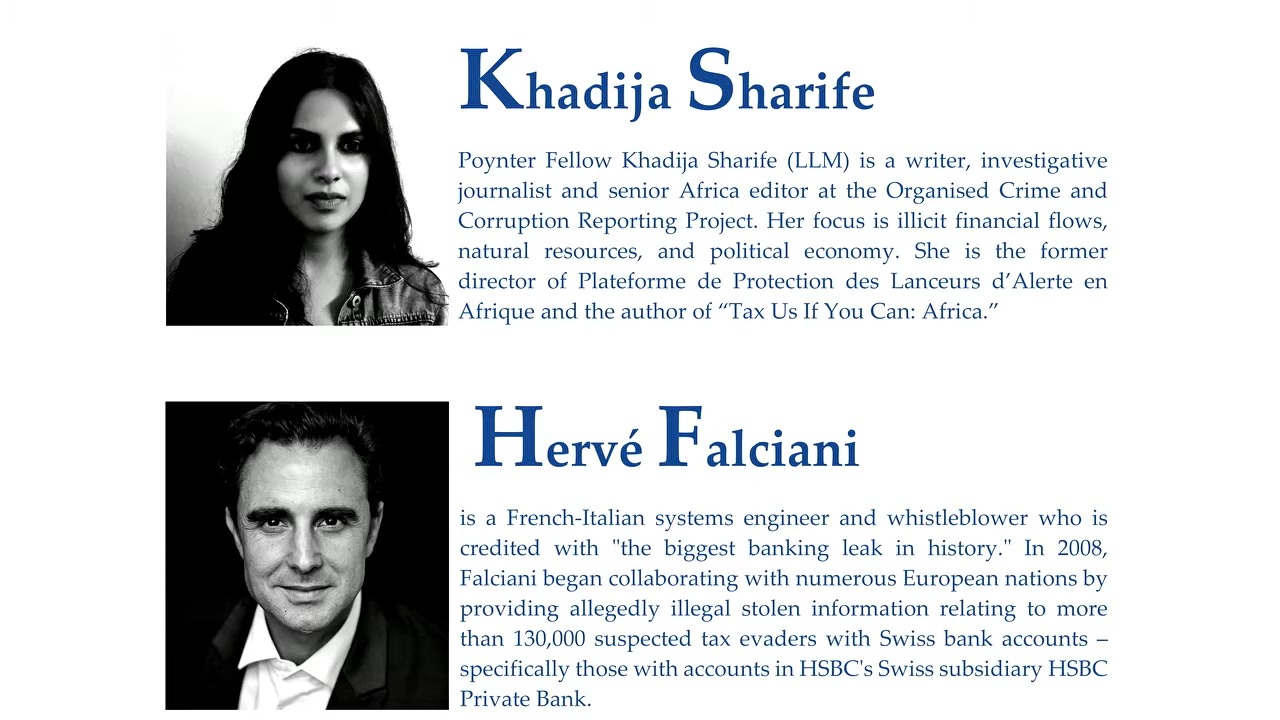 Khadija Sharife
Poynter Fellow Khadija Sharife (LLM) is a writer, investigative
journalist and senior Africa editor at the Organised Crime and
Corruption Reporting Project. Her focus is illicit financial flows,
natural resources, and political economy. She is the former
director of Plateforme de Protection des Lanceurs d’Alerte en
Afrique and the author of “Tax Us If You Can: Africa.”
Hervé Falciani
is a French-Italian systems engineer and whistleblower who is
credited with "the biggest banking leak in history." In 2008,
Falciani began collaborating with numerous European nations by
providing allegedly illegal stolen information relating to more
than 130,000 suspected tax evaders with Swiss bank accounts –
specifically those with accounts in HSBC's Swiss subsidiary HSBC
Private Bank.